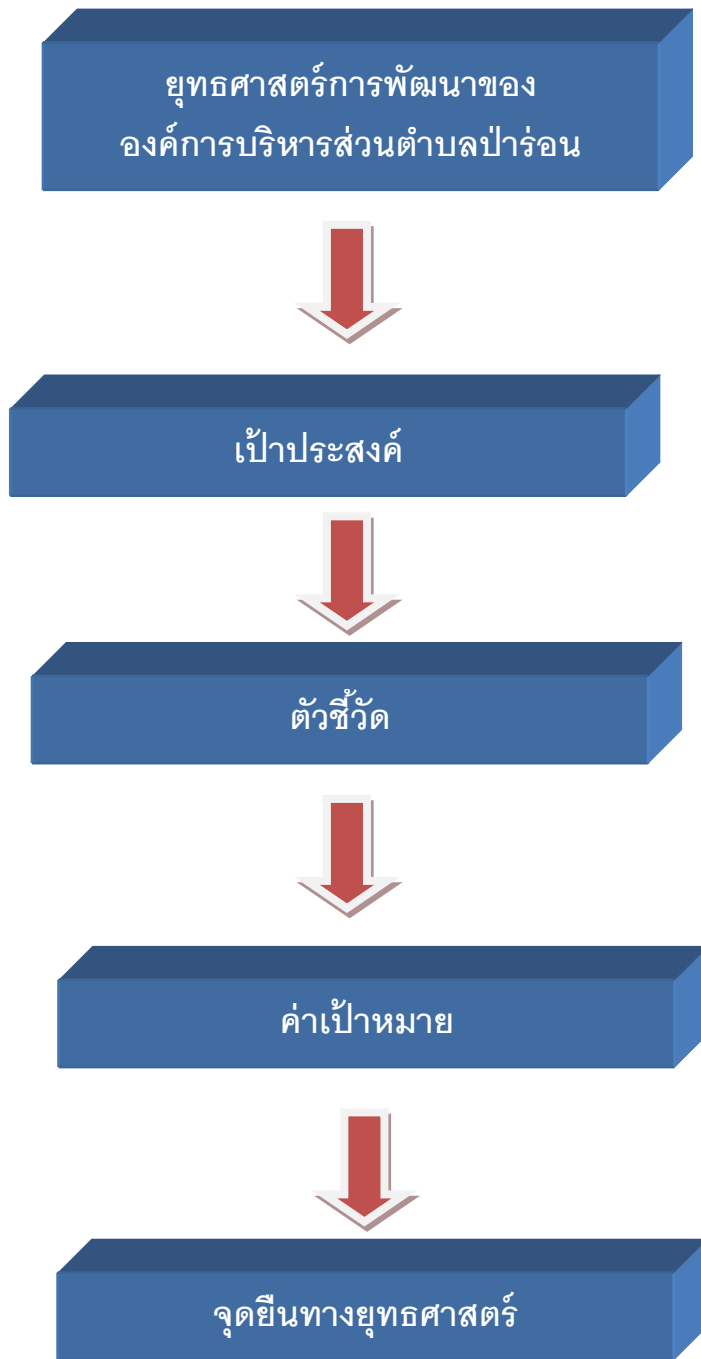 ยุทธศาสตร์การพัฒนาของ
องค์การบริหารส่วนตำบลป่าร่อน
เป้าประสงค์
ตัวชี้วัด
ค่าเป้าหมาย
จุดยืนทางยุทธศาสตร์